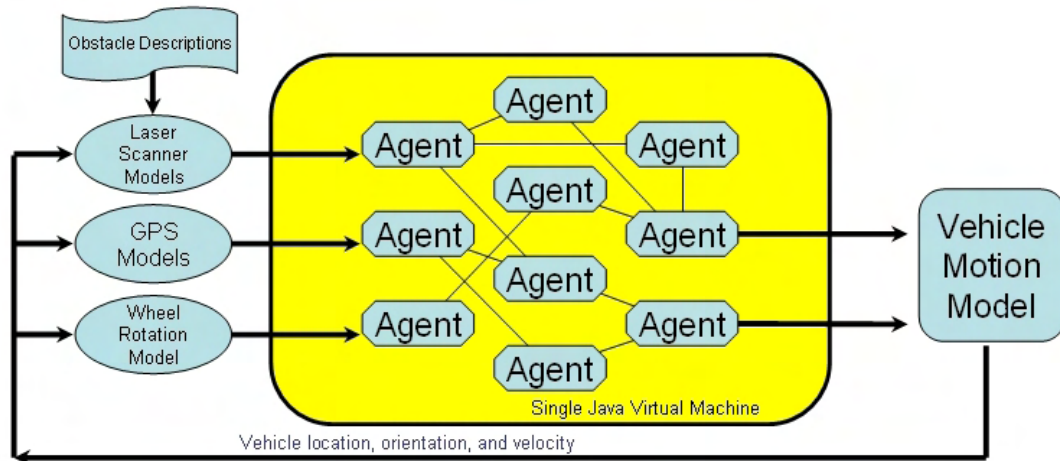 Obstacle Descriptions
Laser
Scanner
Models
GPS
Models
Wheel
Rotation
Model
Agent
Agent
Agent
Agent
Agent
Agent
Agent
Agent
Agent
Agent
Single Java Virtual Machine
Vehicle
Motion
Model
Vehicle location, orientation, and velocity